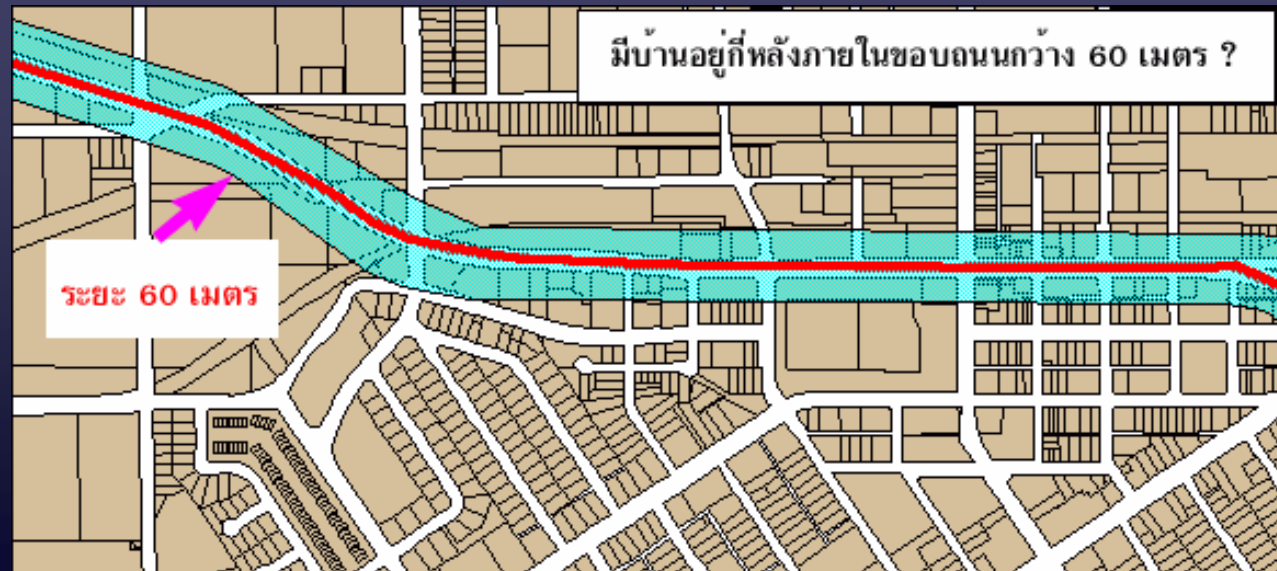 มีบ้านอยู่กี่หลังภายในขอบถนนกว้าง 60 เมตร ?
ระยะ 60 เมตร